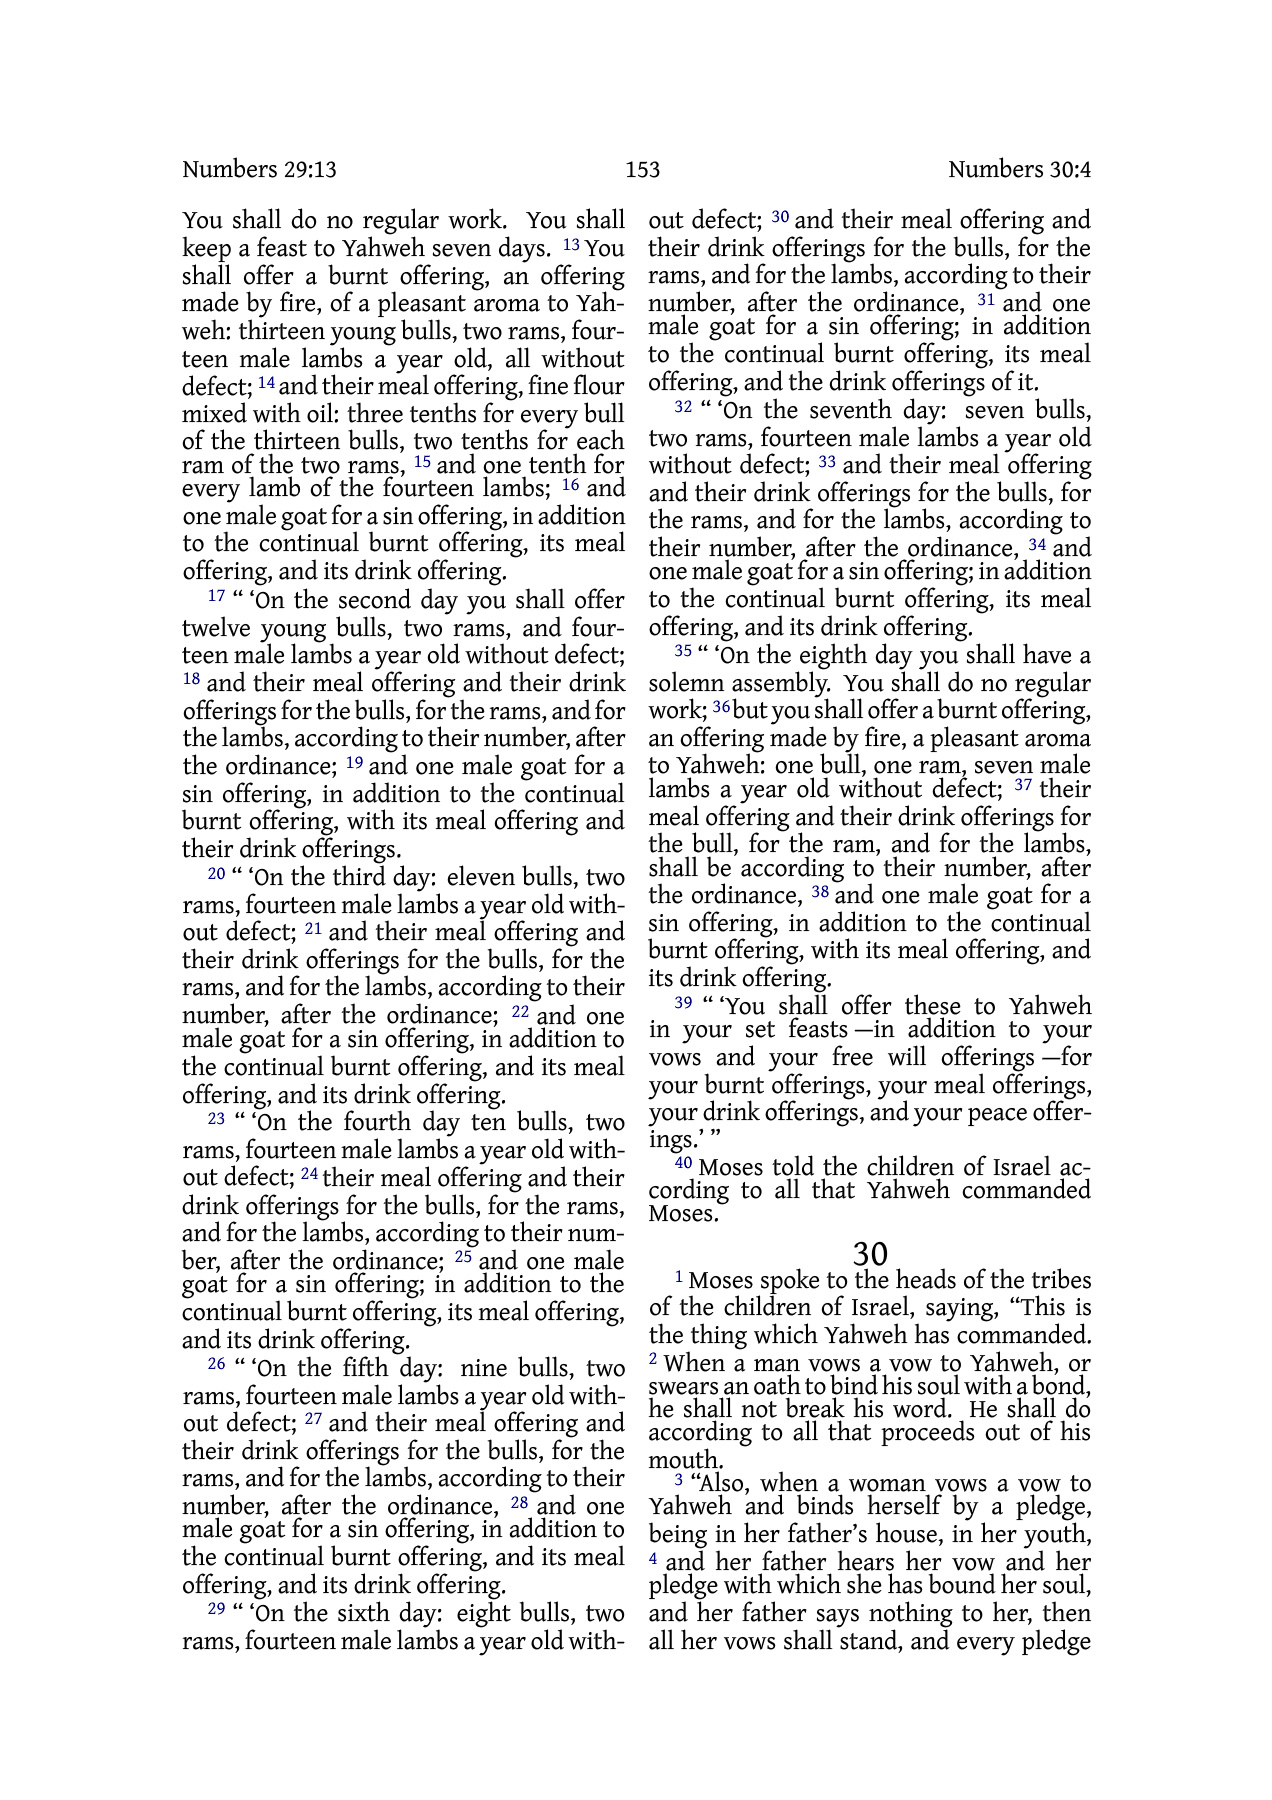 Numbers 29:13 153 Numbers 30:4
You shall do no regular work. You shall
keep a feast to Yahweh seven days. 13 You
shall offer a burnt offering, an offering
made by fire, of a pleasant aroma to Yah-
weh: thirteen young bulls, two rams, four-
teen male lambs a year old, all without
defect; 14 and their meal offering, fine flour
mixed with oil: three tenths for every bull
of the thirteen bulls, two tenths for each
ram of the two rams, 15 and one tenth for
every lamb of the fourteen lambs; 16 and
one male goat for a sin offering, in addition
to the continual burnt offering, its meal
offering, and its drink offering.
17 “ ‘On the second day you shall offer
twelve young bulls, two rams, and four-
teen male lambs a year old without defect;
18 and their meal offering and their drink
offerings for the bulls, for the rams, and for
the lambs, according to their number, after
the ordinance; 19 and one male goat for a
sin offering, in addition to the continual
burnt offering, with its meal offering and
their drink offerings.
20 “ ‘On the third day: eleven bulls, two
rams, fourteen male lambs a year old with-
out defect; 21 and their meal offering and
their drink offerings for the bulls, for the
rams, and for the lambs, according to their
number, after the ordinance; 22 and one
male goat for a sin offering, in addition to
the continual burnt offering, and its meal
offering, and its drink offering.
23 “ ‘On the fourth day ten bulls, two
rams, fourteen male lambs a year old with-
out defect; 24 their meal offering and their
drink offerings for the bulls, for the rams,
and for the lambs, according to their num-
ber, after the ordinance; 25 and one male
goat for a sin offering; in addition to the
continual burnt offering, its meal offering,
and its drink offering.
26 “ ‘On the fifth day: nine bulls, two
rams, fourteen male lambs a year old with-
out defect; 27 and their meal offering and
their drink offerings for the bulls, for the
rams, and for the lambs, according to their
number, after the ordinance, 28 and one
male goat for a sin offering, in addition to
the continual burnt offering, and its meal
offering, and its drink offering.
29 “ ‘On the sixth day: eight bulls, two
rams, fourteen male lambs a year old with-
out defect; 30 and their meal offering and
their drink offerings for the bulls, for the
rams, and for the lambs, according to their
number, after the ordinance, 31 and one
male goat for a sin offering; in addition
to the continual burnt offering, its meal
offering, and the drink offerings of it.
32 “ ‘On the seventh day: seven bulls,
two rams, fourteen male lambs a year old
without defect; 33 and their meal offering
and their drink offerings for the bulls, for
the rams, and for the lambs, according to
their number, after the ordinance, 34 and
one male goat for a sin offering; in addition
to the continual burnt offering, its meal
offering, and its drink offering.
35 “ ‘On the eighth day you shall have a
solemn assembly. You shall do no regular
work; 36 but you shall offer a burnt offering,
an offering made by fire, a pleasant aroma
to Yahweh: one bull, one ram, seven male
lambs a year old without defect; 37 their
meal offering and their drink offerings for
the bull, for the ram, and for the lambs,
shall be according to their number, after
the ordinance, 38 and one male goat for a
sin offering, in addition to the continual
burnt offering, with its meal offering, and
its drink offering.
39 “ ‘You shall offer these to Yahweh
in your set feasts —in addition to your
vows and your free will offerings —for
your burnt offerings, your meal offerings,
your drink offerings, and your peace offer-
ings.’ ”
40 Moses told the children of Israel ac-
cording to all that Yahweh commanded
Moses.
30
1 Moses spoke to the heads of the tribes
of the children of Israel, saying, “This is
the thing which Yahweh has commanded.
2 When a man vows a vow to Yahweh, or
swears an oath to bind his soul with a bond,
he shall not break his word. He shall do
according to all that proceeds out of his
mouth.
3 “Also, when a woman vows a vow to
Yahweh and binds herself by a pledge,
being in her father’s house, in her youth,
4 and her father hears her vow and her
pledge with which she has bound her soul,
and her father says nothing to her, then
all her vows shall stand, and every pledge